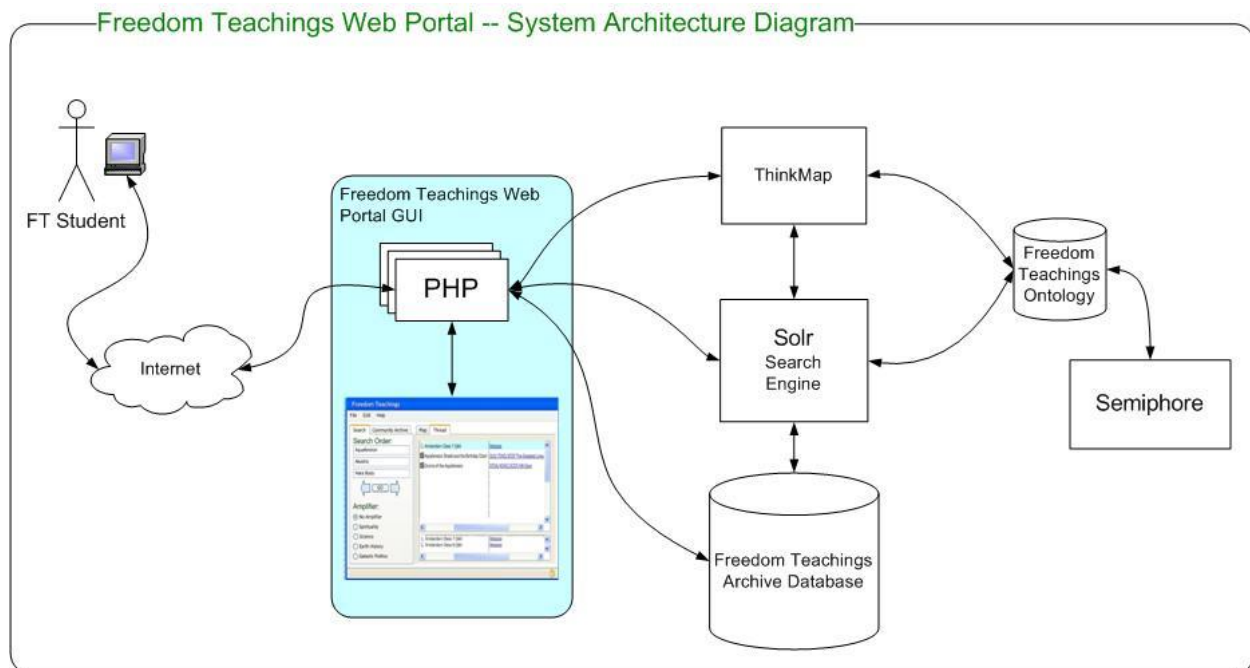 Freedom Teachings Web Portal -- System Architecture Diagram
FT Student
Internet
Freedom Teachings Web
Portal GUI
PHP
Freedom Teachings
File Edit Help
Search Community Archive Map Thread
Search Order:
Amplifier:
No Amplifier
Spirituality
Science
Earth History
Galactic Politics
ThinkMap
Solr
Search
Engine
Freedom Teachings
Archive Database
Freedom
Teachings
Ontology
Semiphore